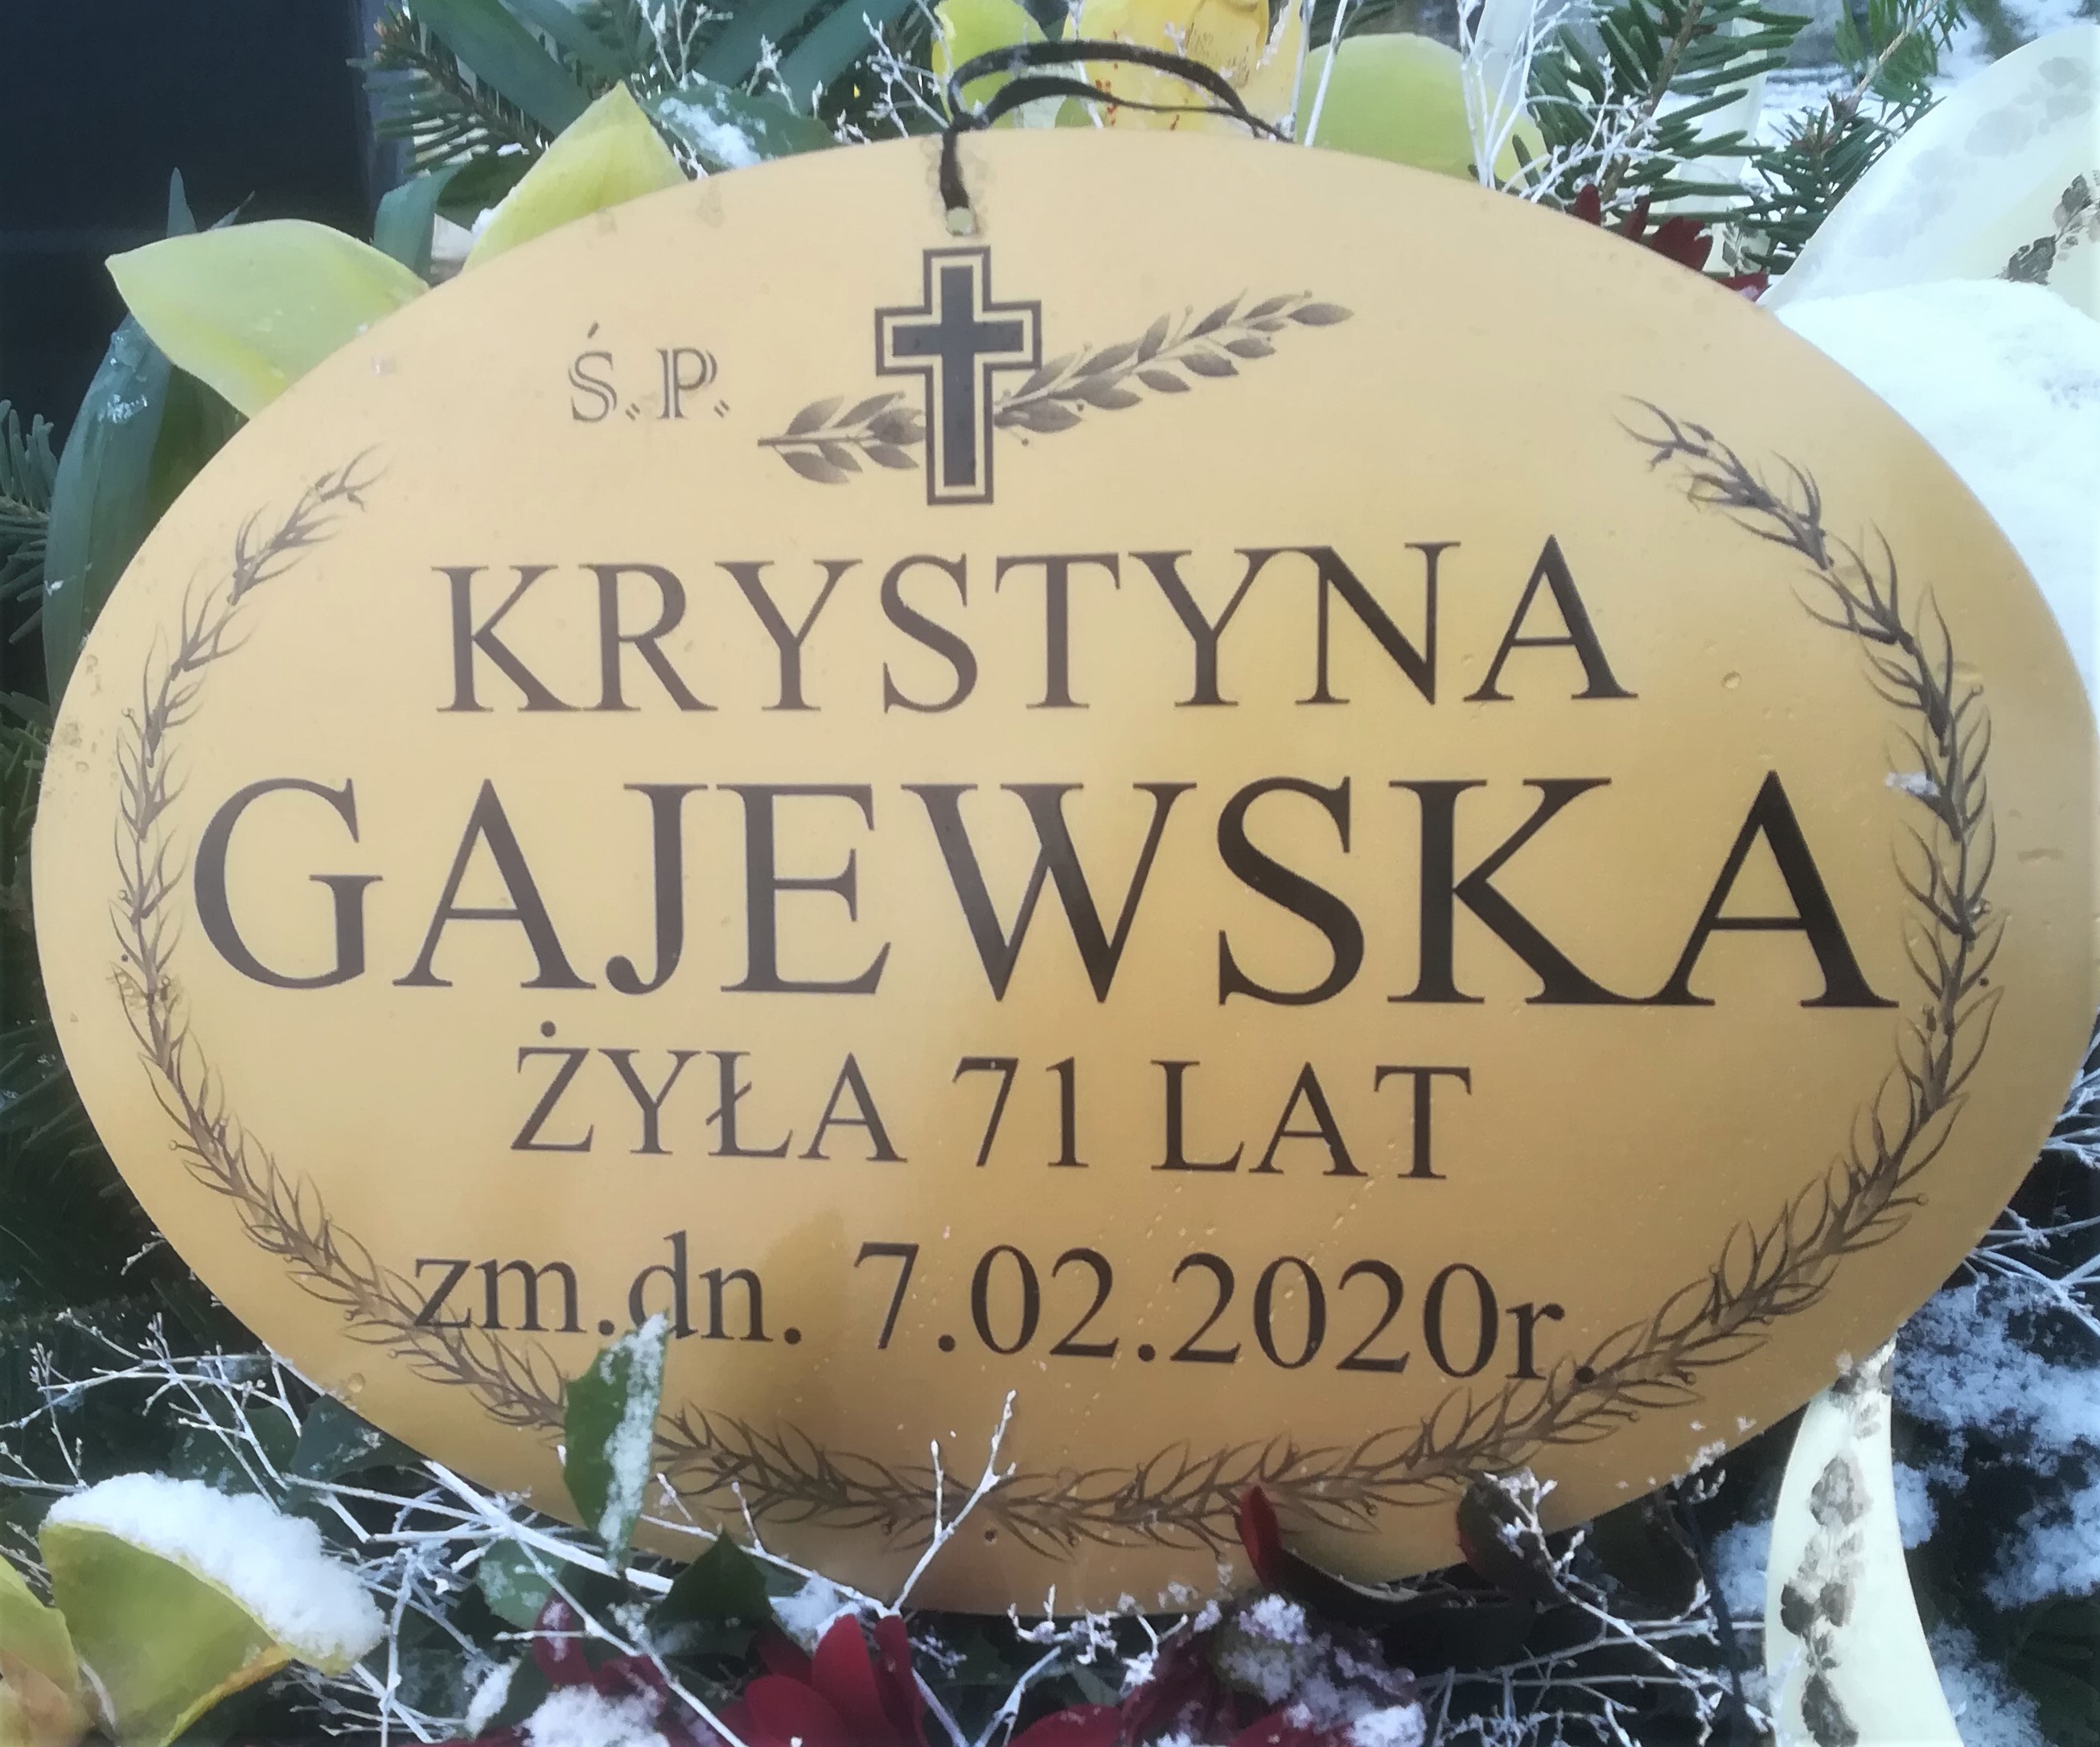 Ś.P.
KRYSTYNA
GAJEWSKA
ŻYŁA 71 LAT
zm.dn. 7.02.2020r.